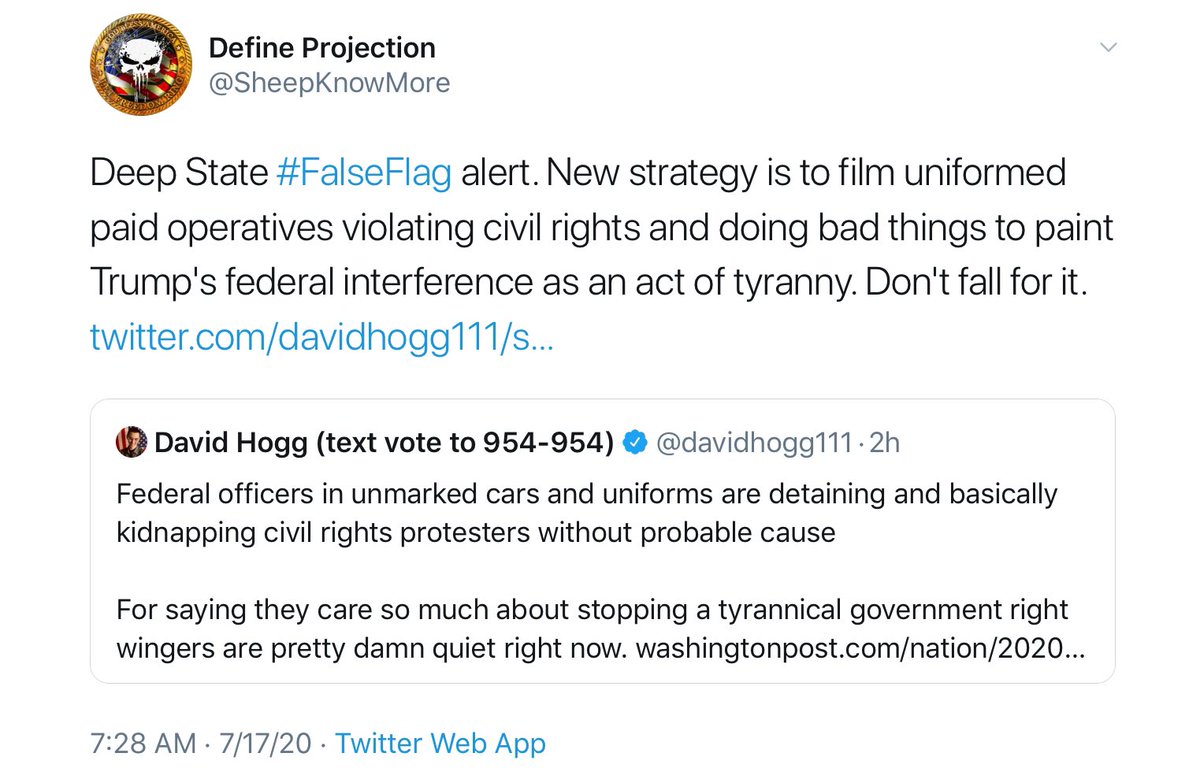 Define Projection
@SheepKnowMore
Deep State #FalseFlag alert. New strategy is to film uniformed
paid operatives violating civil rights and doing bad things to paint
Trump's federal interference as an act of tyranny. Don't fall for it.
twitter.com/davidhogg111/s...
David Hogg (text vote to 954-954) @davidhogg111 · 2h
Federal officers in unmarked cars and uniforms are detaining and basically
kidnapping civil rights protesters without probable cause
For saying they care so much about stopping a tyrannical government right
wingers are pretty damn quiet right now. washingtonpost.com/nation/2020...
7:28 AM · 7/17/20 · Twitter Web App